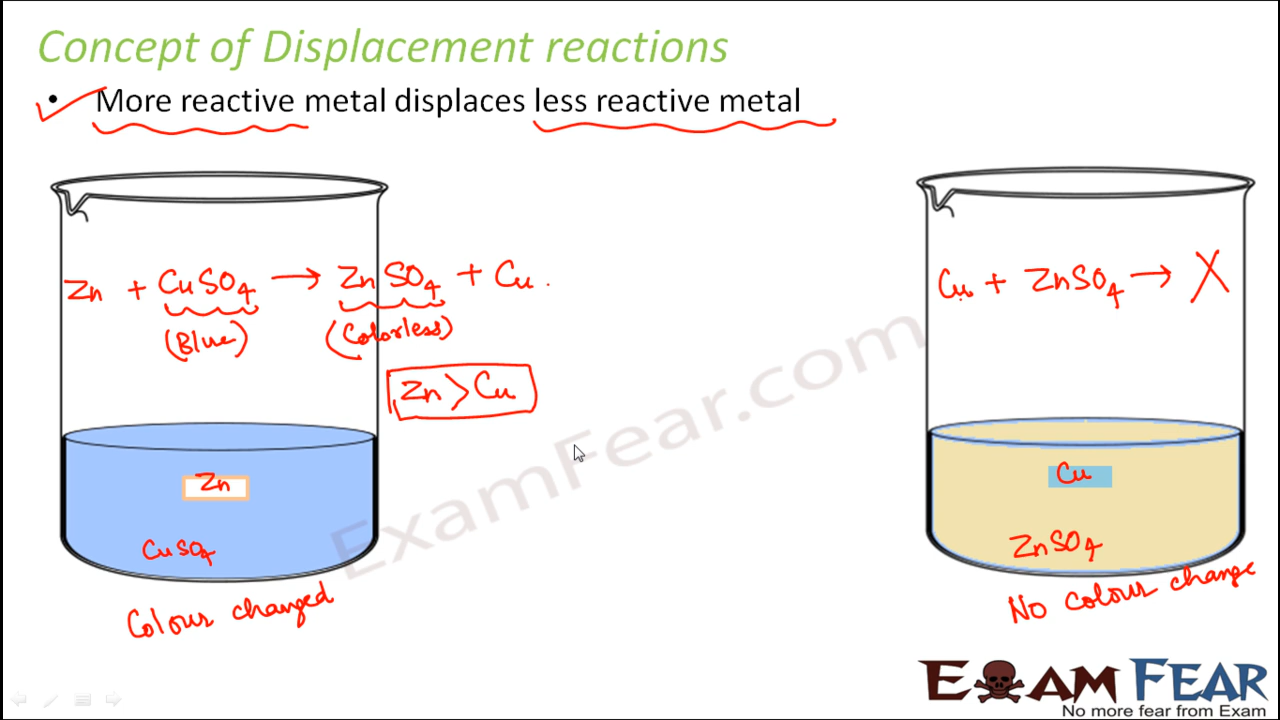 Concept of Displacement reactions
• More reactive metal displaces less reactive metal
Zn + CuSO4 → ZnSO4 + Cu.
(Blue) (Colorless)
Zn > Cu
Zn
CuSO4
Colour changed
Cu + ZnSO4 → X
Cu
ZnSO4
No colour change
ExamFear.com
EXAM FEAR
No more fear from Exam